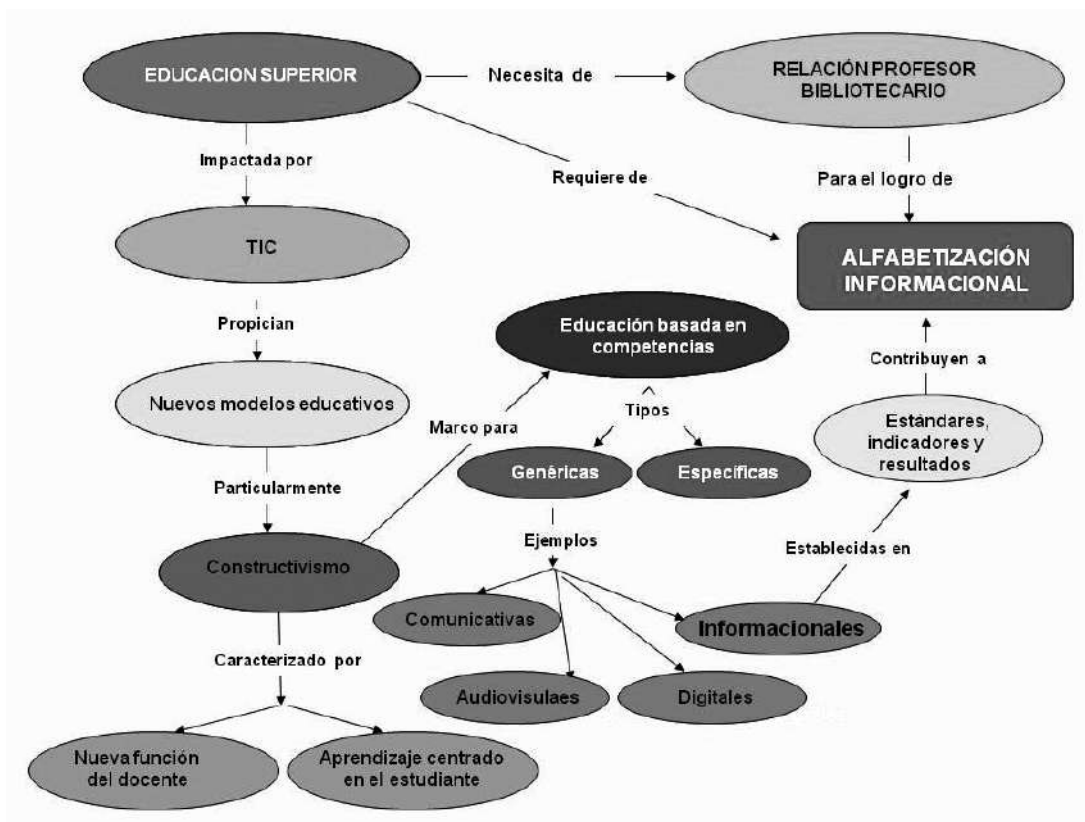 EDUCACION SUPERIOR
Necesita de
RELACIÓN PROFESOR
BIBLIOTECARIO
Impactada por
Requiere de
Para el logro de
TIC
ALFABETIZACIÓN
INFORMACIONAL
Propician
Educación basada en
competencias
Contribuyen a
Nuevos modelos educativos
Marco para
Tipos
Estándares,
indicadores y
resultados
Genéricas
Específicas
Particularmente
Ejemplos
Establecidas en
Constructivismo
Comunicativas
Informacionales
Caracterizado por
Audiovisulaes
Digitales
Nueva función
del docente
Aprendizaje centrado
en el estudiante